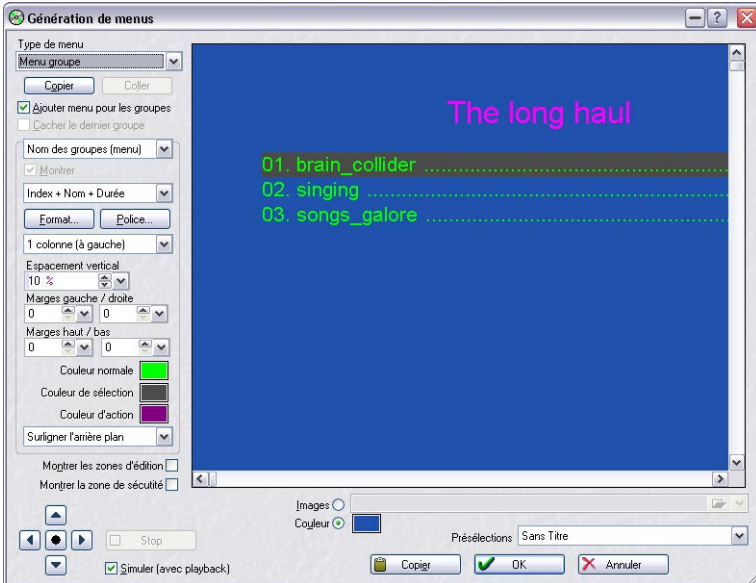 Génération de menus
Type de menu
Menu groupe
Copier Coller
Ajouter menu pour les groupes
Cacher le dernier groupe
Nom des groupes (menu)
Montrer
Index + Nom + Durée
Format... Police...
1 colonne (à gauche)
Espacement vertical
10 %
Marges gauche / droite
0 0
Marges haut / bas
0 0
Couleur normale
Couleur de sélection
Couleur d'action
Surligner l'arrière plan
Montrer les zones d'édition
Montrer la zone de sécutité
Stop
Simuler (avec playback)
The long haul
01. brain_collider ........................................................
02. singing ........................................................
03. songs_galore ........................................................
Images
Couleur
Présélections Sans Titre
Copier OK Annuler